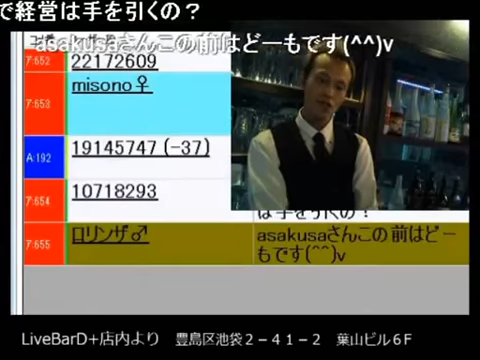 で経営は手を引くの？
asakusaさんこの前はどーもです(^^)v
7:652 22172609
7:653 misono♀
A:192 19145747 (-37)
7:654 10718293
は手を引くの？
7:655 ロリンザ♂ asakusaさんこの前はどー
もです(^^)v
LiveBarD+店内より 豊島区池袋２－４１－２ 葉山ビル６Ｆ